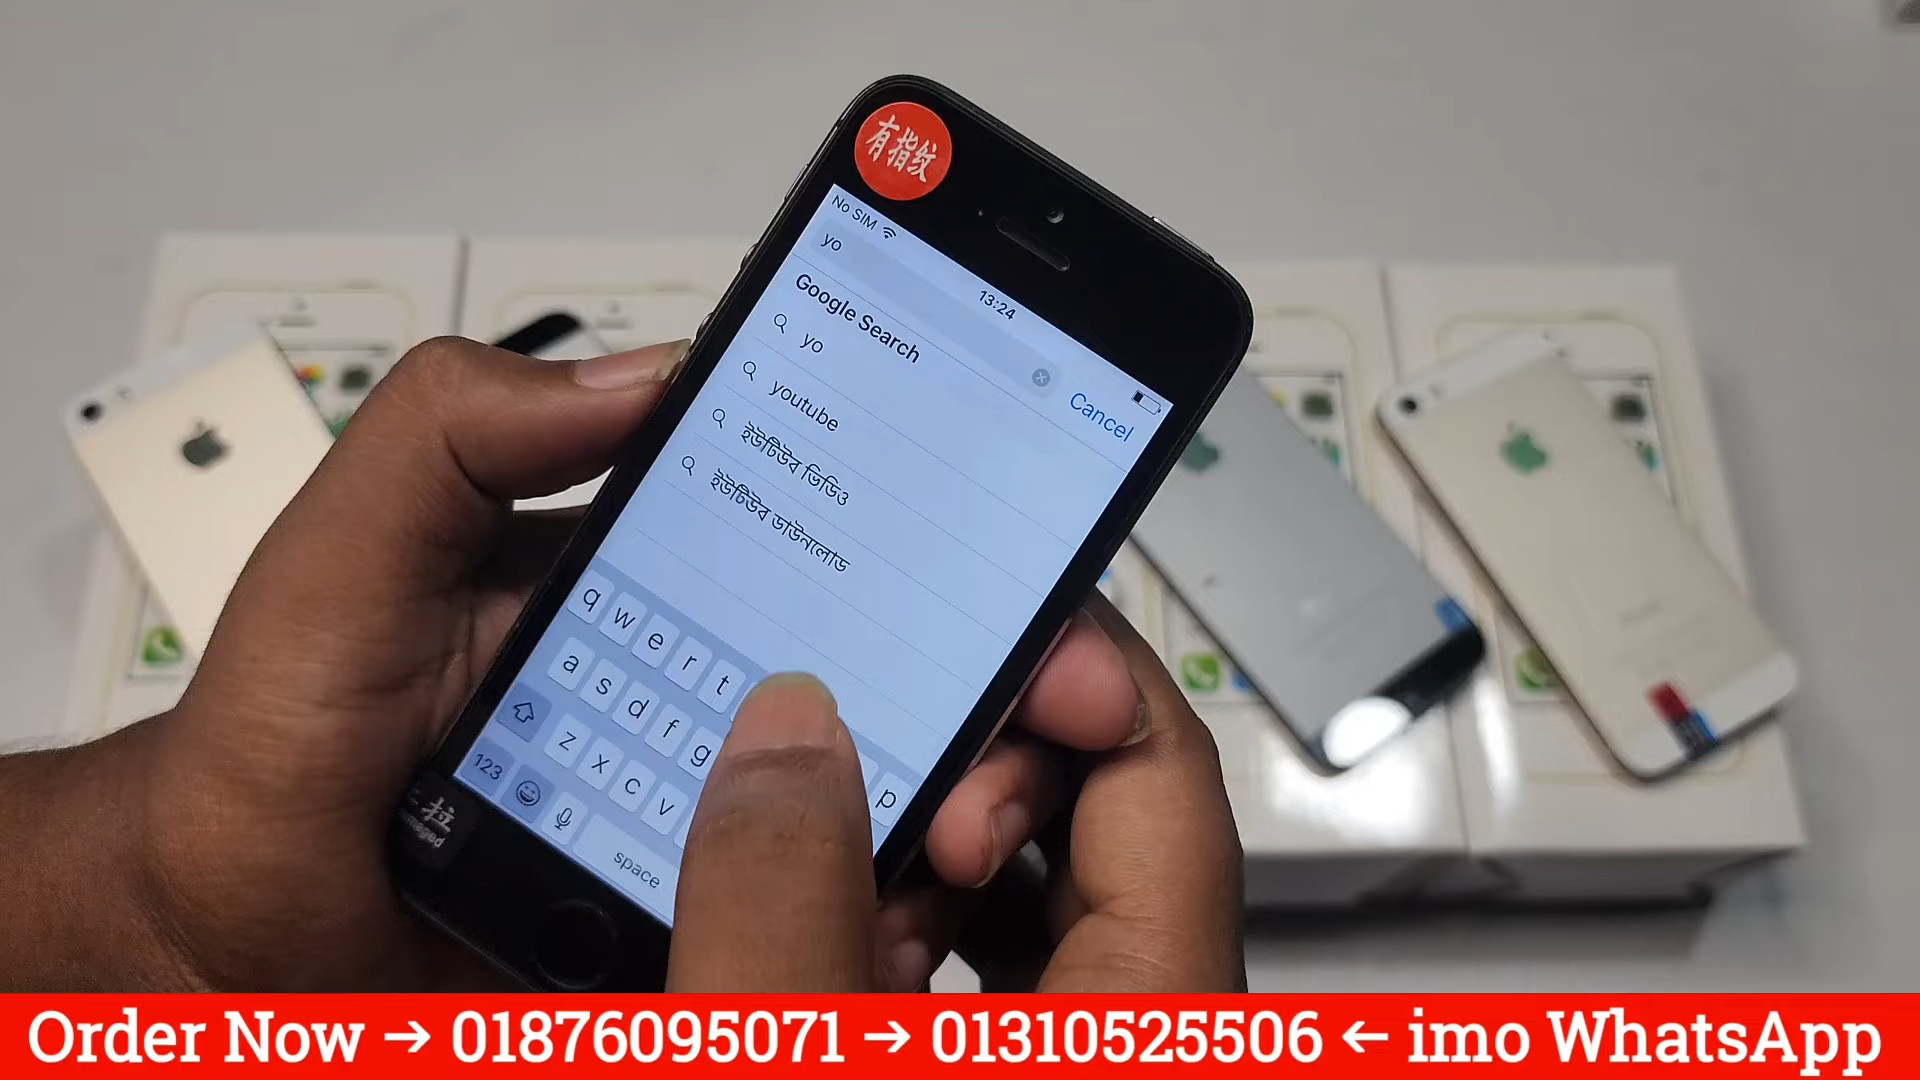 有指纹
No SIM
13:24
yo
Cancel
Google Search
yo
youtube
ইউটিউব ভিডিও
ইউটিউব ডাউনলোড
q w e r t
a s d f g
z x c v
p
123
space
拉
Order Now → 01876095071 → 01310525506 ← imo WhatsApp